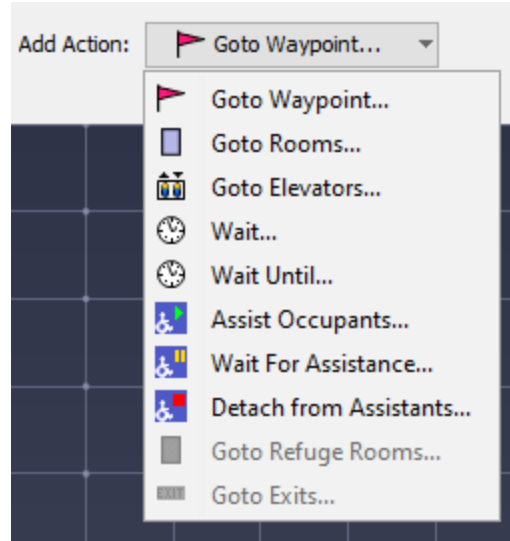 Add Action: Goto Waypoint...
Goto Waypoint...
Goto Rooms...
Goto Elevators...
Wait...
Wait Until...
Assist Occupants...
Wait For Assistance...
Detach from Assistants...
Goto Refuge Rooms...
EXIT Goto Exits...